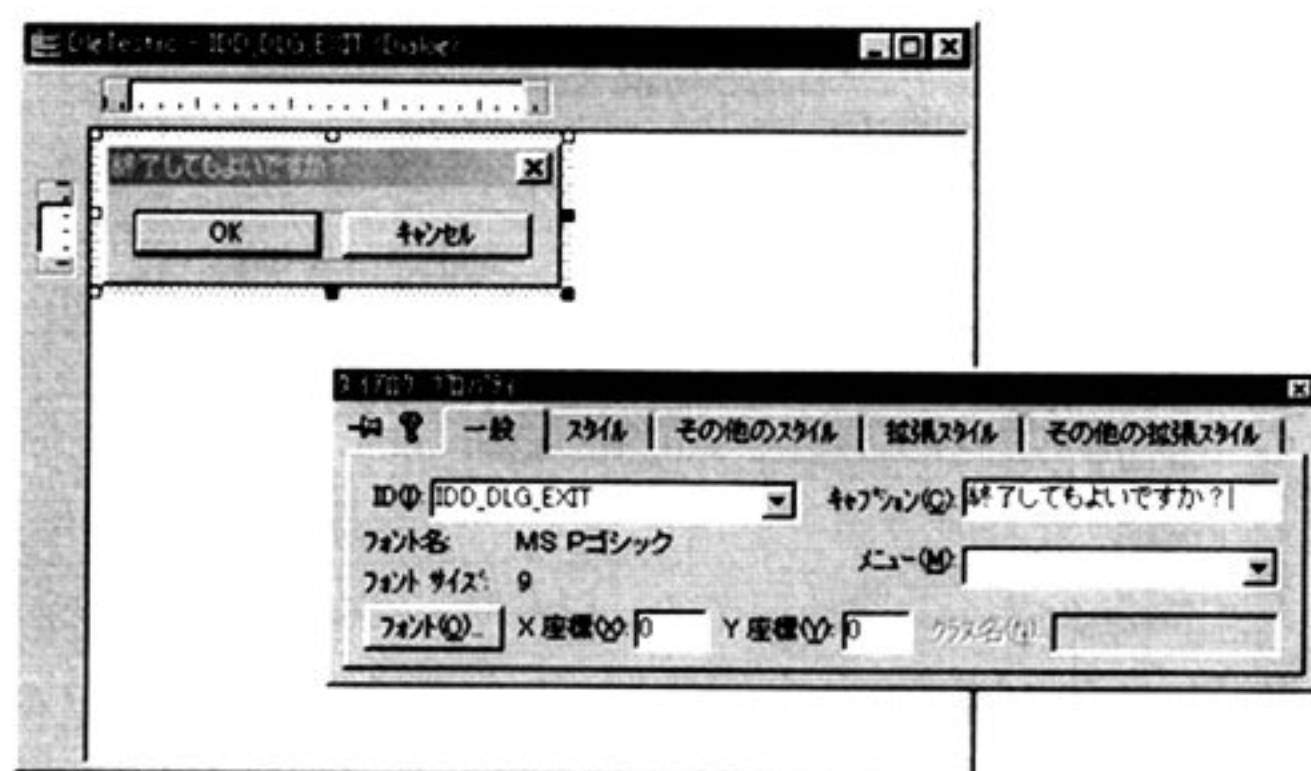 IDD_DLG_EXIT (Dialog)
終了してもよいですか?
OK
キャンセル
ダイアログ プロパティ
一般 スタイル その他のスタイル 拡張スタイル その他の拡張スタイル
ID(I): IDD_DLG_EXIT キャプション(C): 終了してもよいですか?
フォント名: MS Pゴシック
メニュー(M):
フォント サイズ: 9
フォント(O)... X 座標(X): 0 Y 座標(Y): 0 クラス名(N):